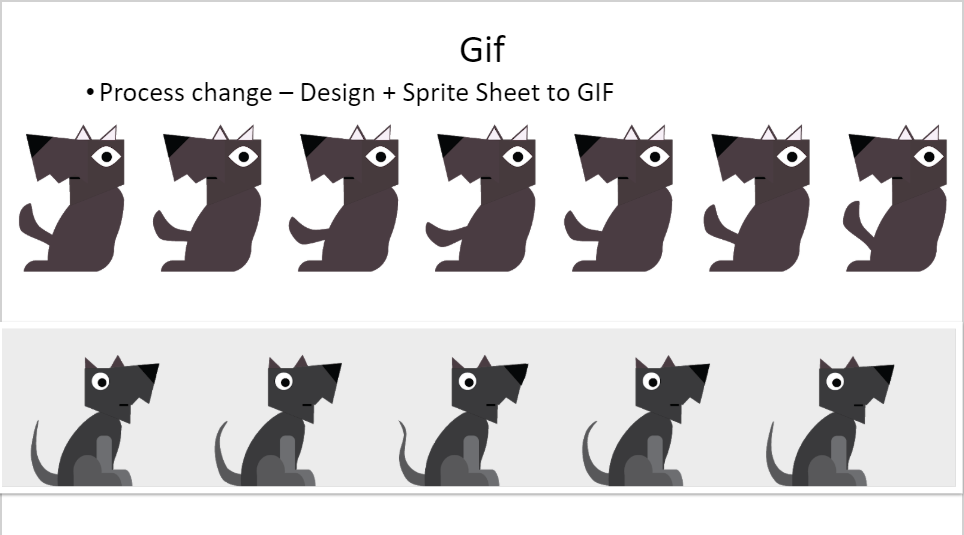 Gif
•Process change – Design + Sprite Sheet to GIF